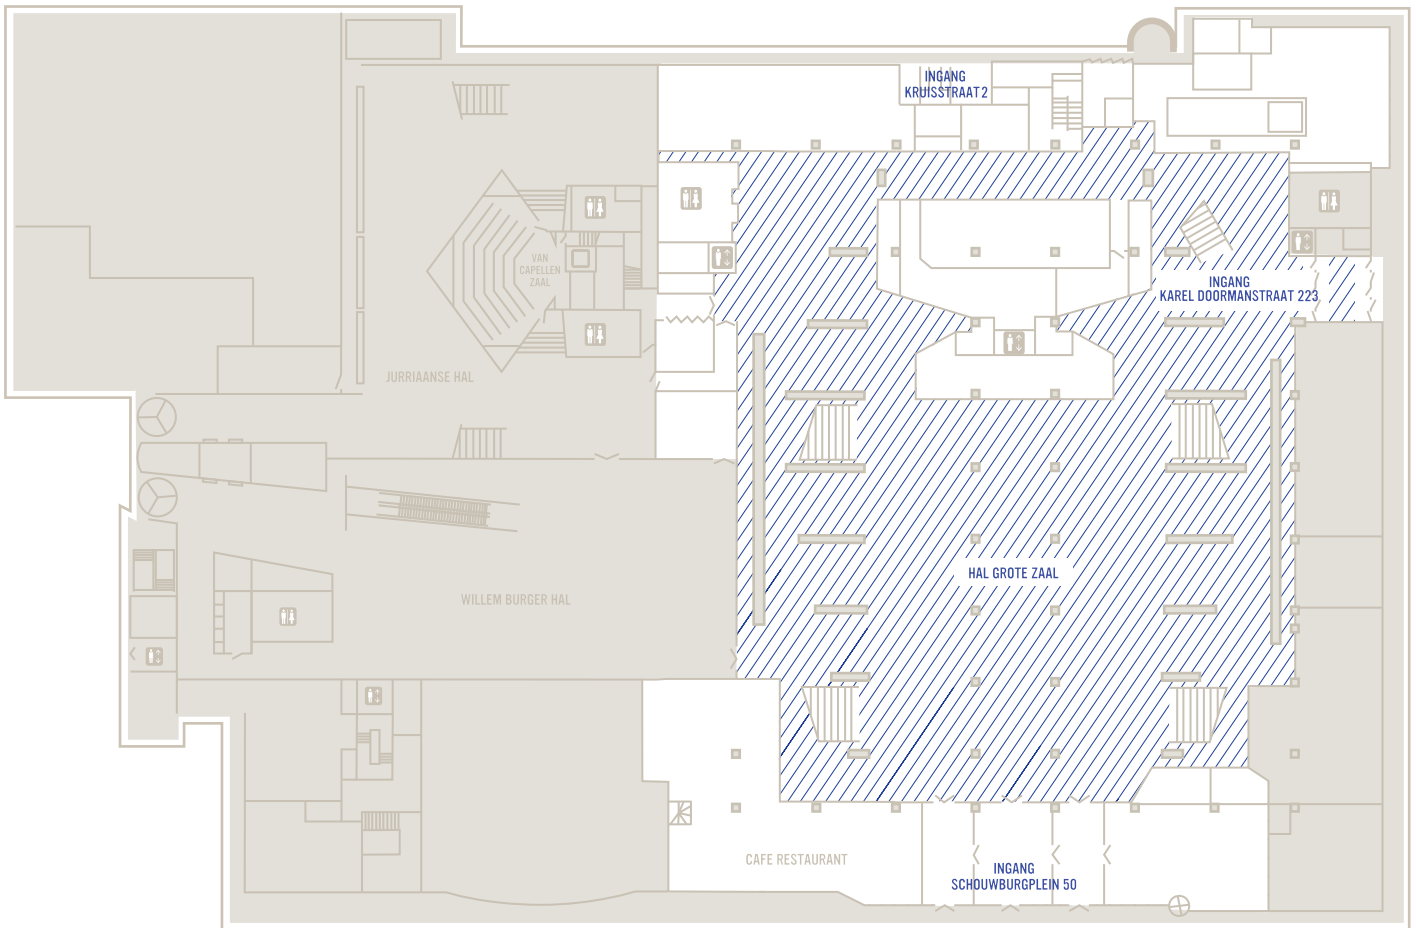 INGANG
KRUISSTRAAT 2
VAN
CAPELLEN
ZAAL
INGANG
KAREL DOORMANSTRAAT 223
JURRIAANSE HAL
HAL GROTE ZAAL
WILLEM BURGER HAL
CAFE RESTAURANT
INGANG
SCHOUWBURGPLEIN 50